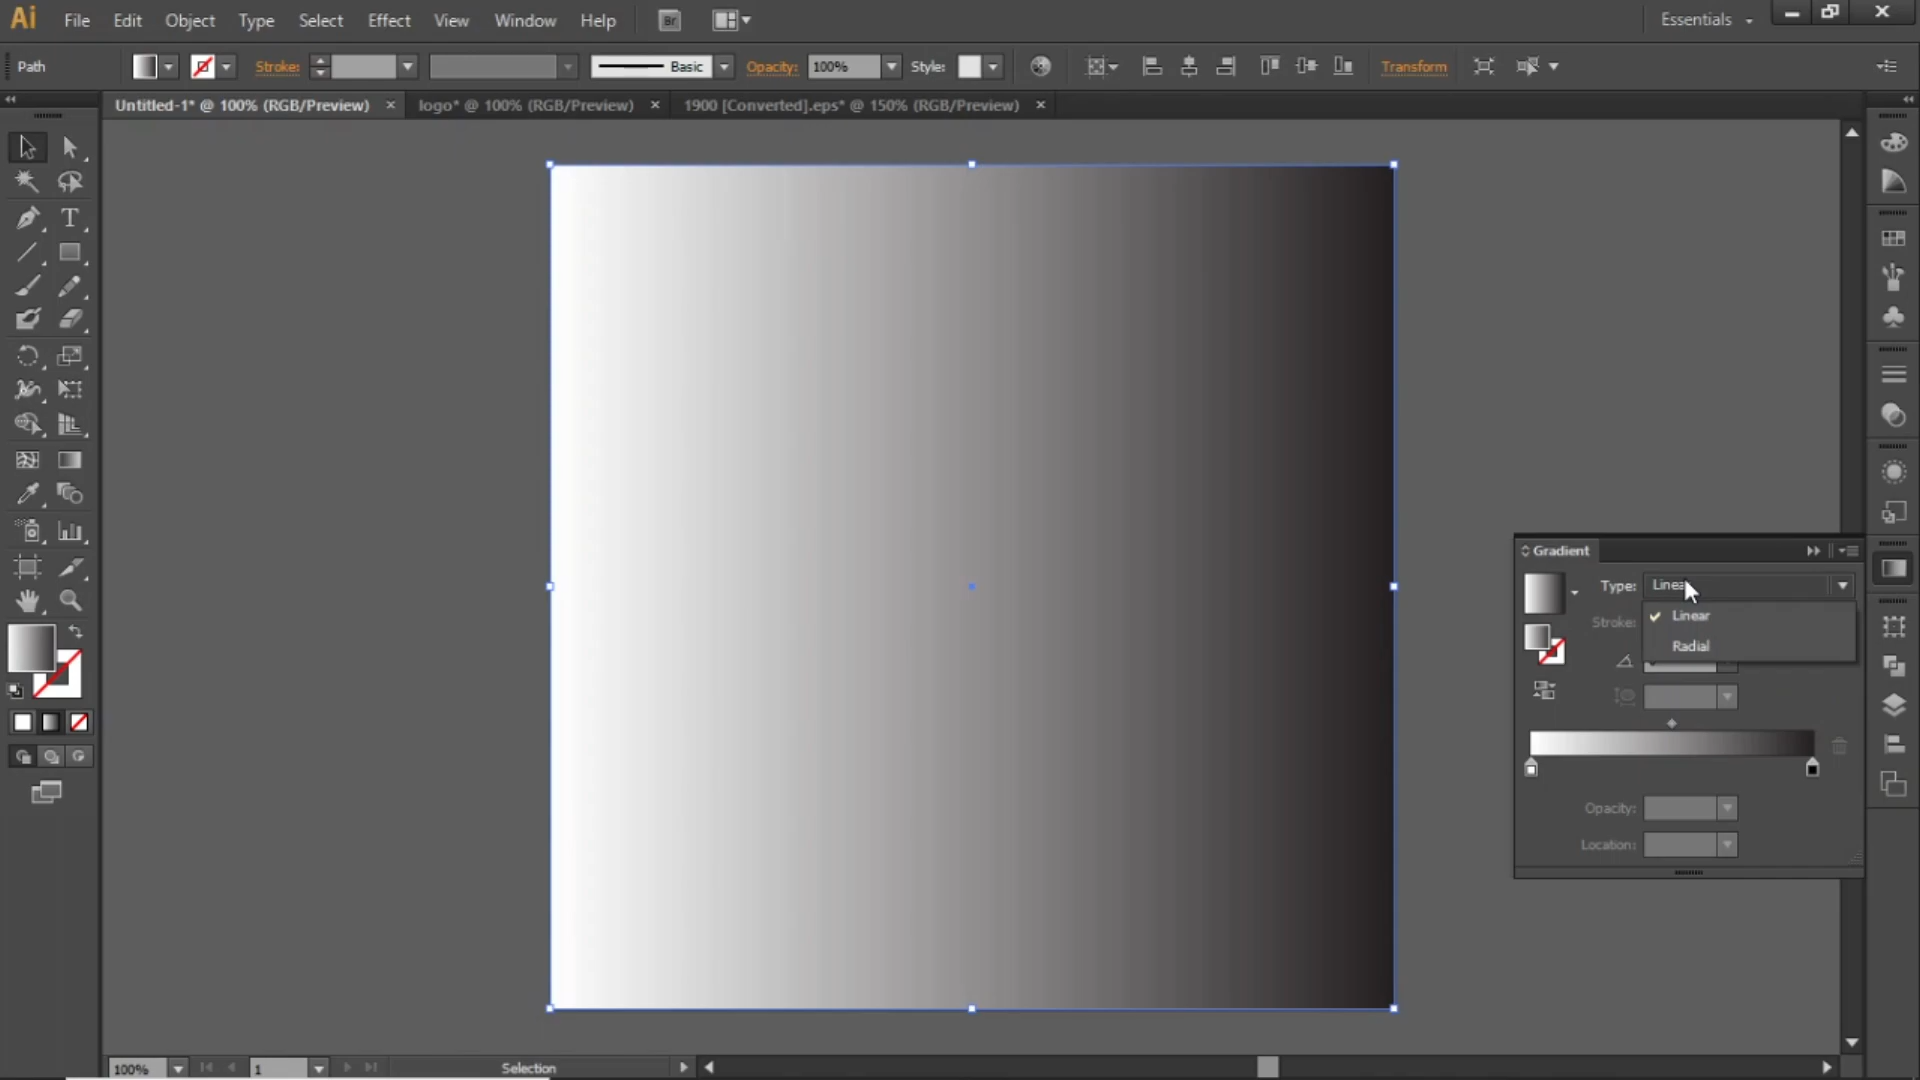 Ai File Edit Object Type Select Effect View Window Help Br Essentials
Path Stroke: Basic Opacity: 100% Style: Transform
Untitled-1* @ 100% (RGB/Preview) logo* @ 100% (RGB/Preview) 1900 [Converted].eps* @ 150% (RGB/Preview)
Gradient
Type: Linear
Linear
Stroke:
Radial
Opacity:
Location:
100% 1 Selection